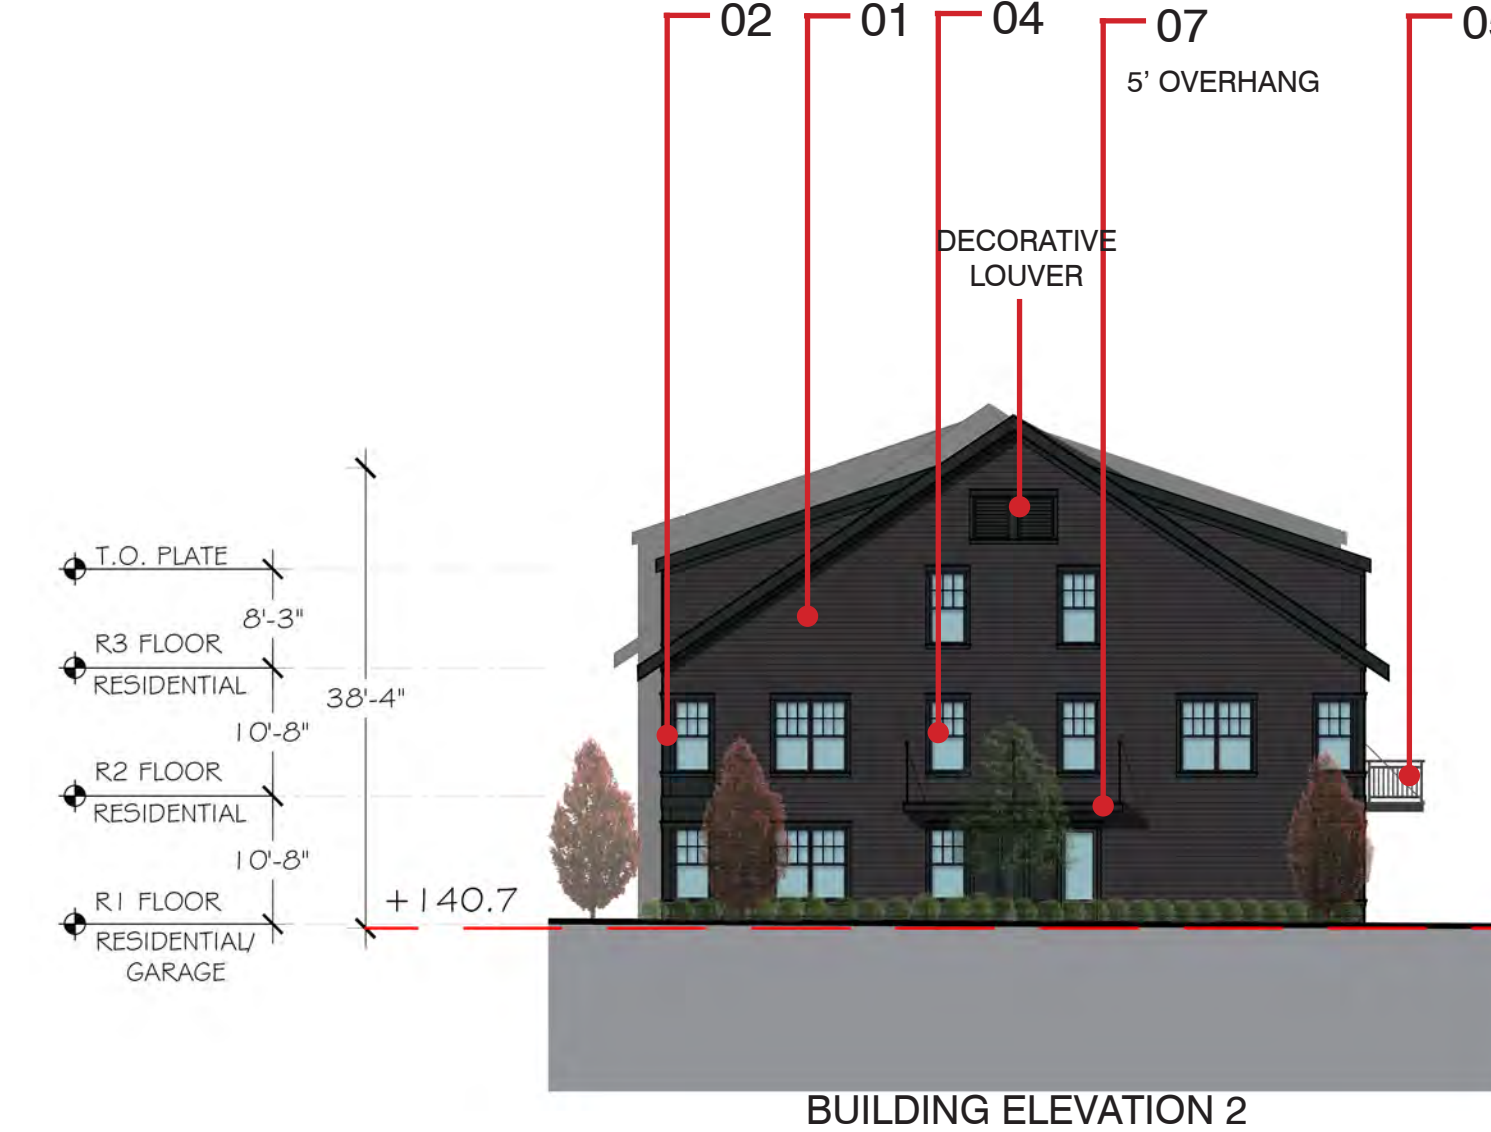 02
01
04
07
5' OVERHANG
DECORATIVE
LOUVER
T.O. PLATE
8'-3"
R3 FLOOR
RESIDENTIAL
38'-4"
10'-8"
R2 FLOOR
RESIDENTIAL
10'-8"
R1 FLOOR
+140.7
RESIDENTIAL/
GARAGE
BUILDING ELEVATION 2